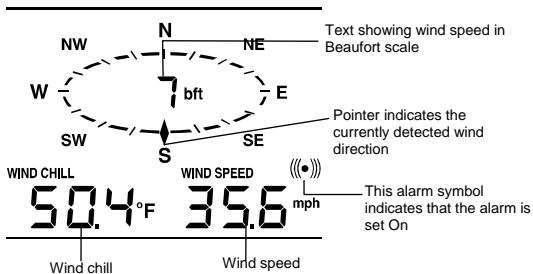 N
NW
NE
Text showing wind speed in
Beaufort scale
W
7 bft
E
SW
S
SE
Pointer indicates the
currently detected wind
direction
WIND CHILL
WIND SPEED
50.4 °F
35.6 mph
This alarm symbol
indicates that the alarm is
set On
Wind chill
Wind speed